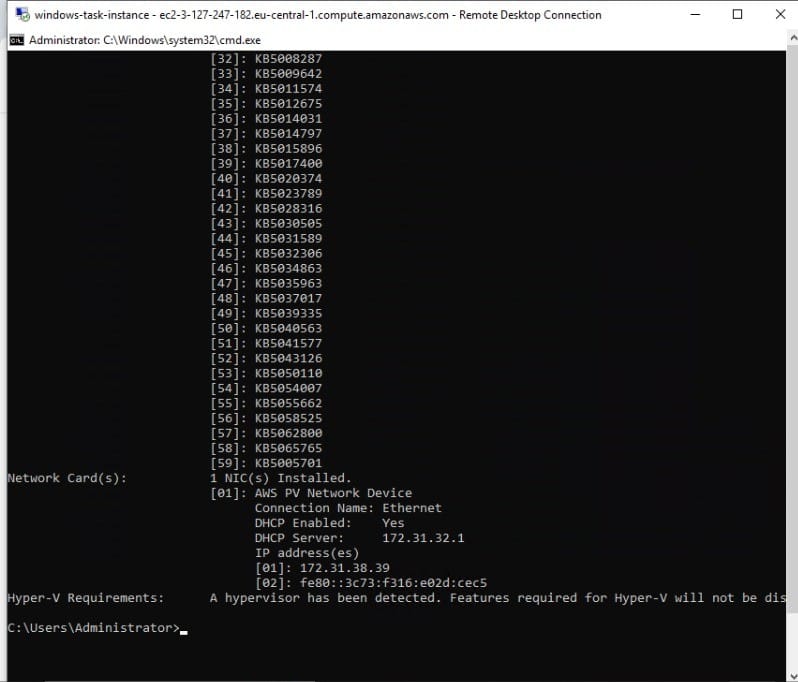 windows-task-instance - ec2-3-127-247-182.eu-central-1.compute.amazonaws.com - Remote Desktop Connection
Administrator: C:\Windows\system32\cmd.exe
[32]: KB5008287
[33]: KB5009642
[34]: KB5011574
[35]: KB5012675
[36]: KB5014031
[37]: KB5014797
[38]: KB5015896
[39]: KB5017400
[40]: KB5020374
[41]: KB5023789
[42]: KB5028316
[43]: KB5030505
[44]: KB5031589
[45]: KB5032306
[46]: KB5034863
[47]: KB5035963
[48]: KB5037017
[49]: KB5039335
[50]: KB5040563
[51]: KB5041577
[52]: KB5043126
[53]: KB5050110
[54]: KB5054007
[55]: KB5055662
[56]: KB5058525
[57]: KB5062800
[58]: KB5065765
[59]: KB5005701
Network Card(s): 1 NIC(s) Installed.
[01]: AWS PV Network Device
Connection Name: Ethernet
DHCP Enabled: Yes
DHCP Server: 172.31.32.1
IP address(es)
[01]: 172.31.38.39
[02]: fe80::3c73:f316:e02d:cec5
Hyper-V Requirements: A hypervisor has been detected. Features required for Hyper-V will not be dis
C:\Users\Administrator>